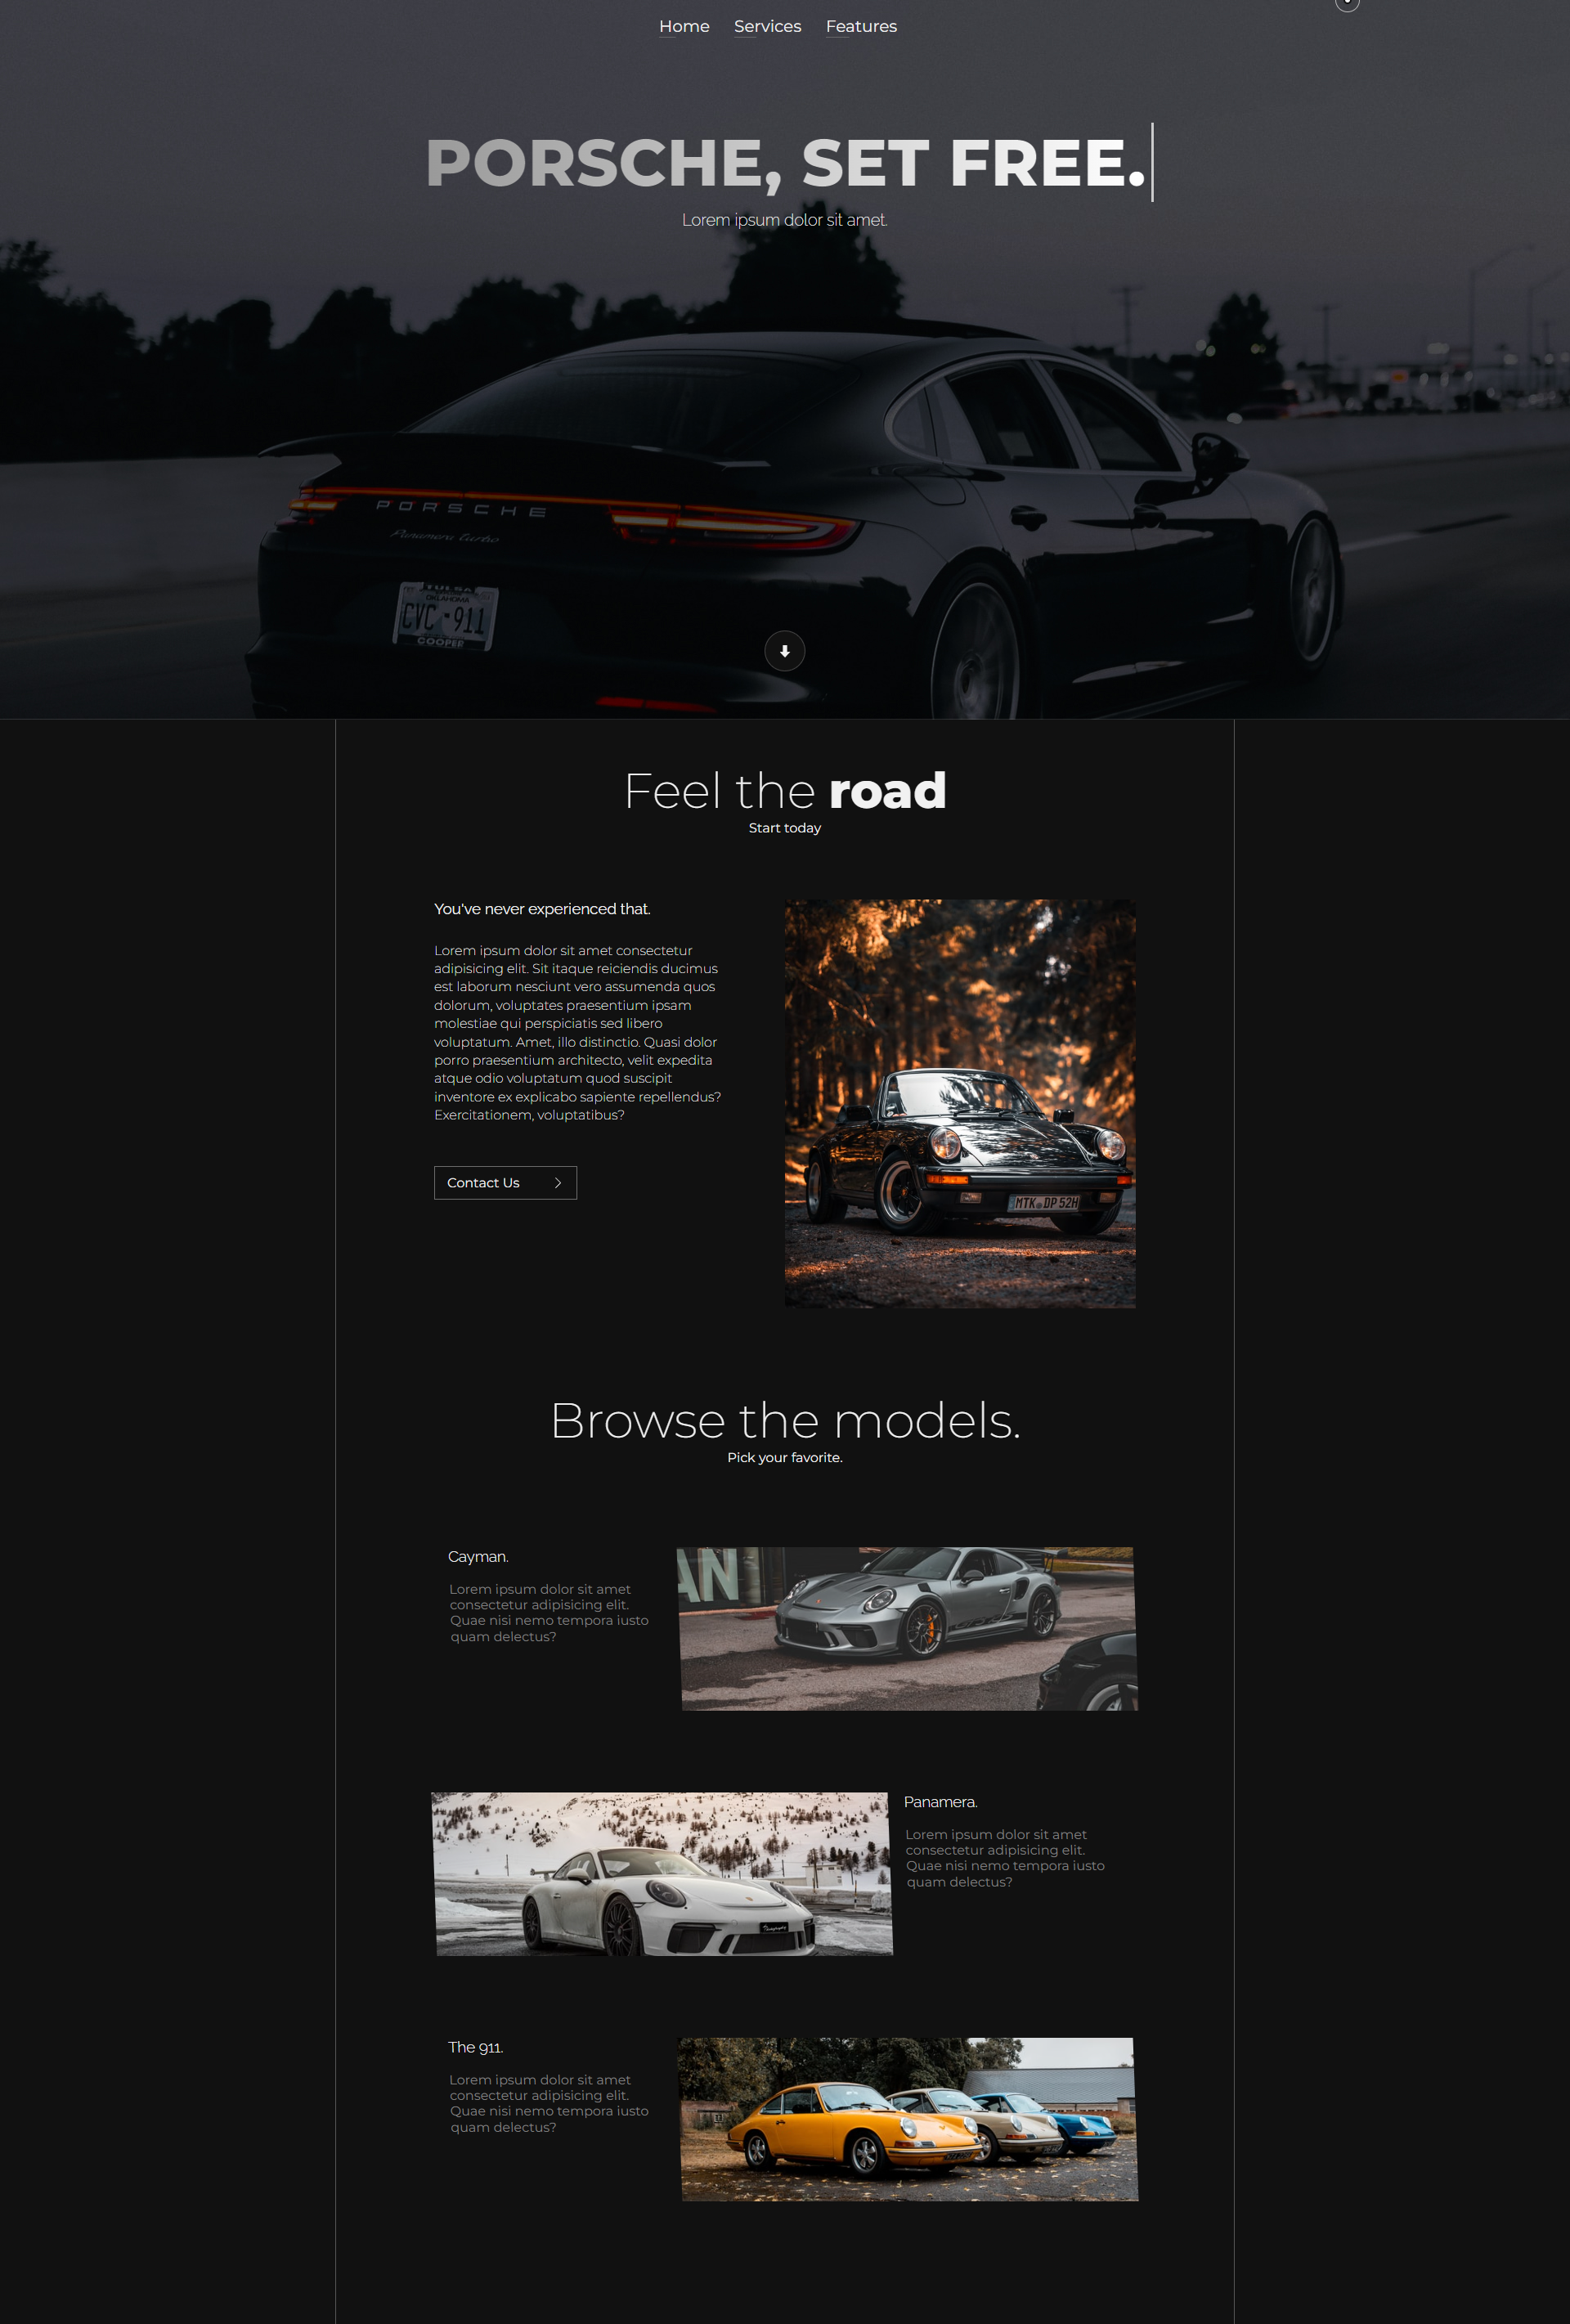 Home Services Features
PORSCHE, SET FREE.
Lorem ipsum dolor sit amet.
PORSCHE
Panamera turbo
TULSA
OKLAHOMA
CVC 911
COOPER
Feel the road
Start today
You've never experienced that.
Lorem ipsum dolor sit amet consectetur
adipisicing elit. Sit itaque reiciendis ducimus
est laborum nesciunt vero assumenda quos
dolorum, voluptates praesentium ipsam
molestiae qui perspiciatis sed libero
voluptatum. Amet, illo distinctio. Quasi dolor
porro praesentium architecto, velit expedita
atque odio voluptatum quod suscipit
inventore ex explicabo sapiente repellendus?
Exercitationem, voluptatibus?
Contact Us
MTK DP 52H
Browse the models.
Pick your favorite.
Cayman.
Lorem ipsum dolor sit amet
consectetur adipisicing elit.
Quae nisi nemo tempora iusto
quam delectus?
AN
Panamera.
Lorem ipsum dolor sit amet
consectetur adipisicing elit.
Quae nisi nemo tempora iusto
quam delectus?
The 911.
Lorem ipsum dolor sit amet
consectetur adipisicing elit.
Quae nisi nemo tempora iusto
quam delectus?